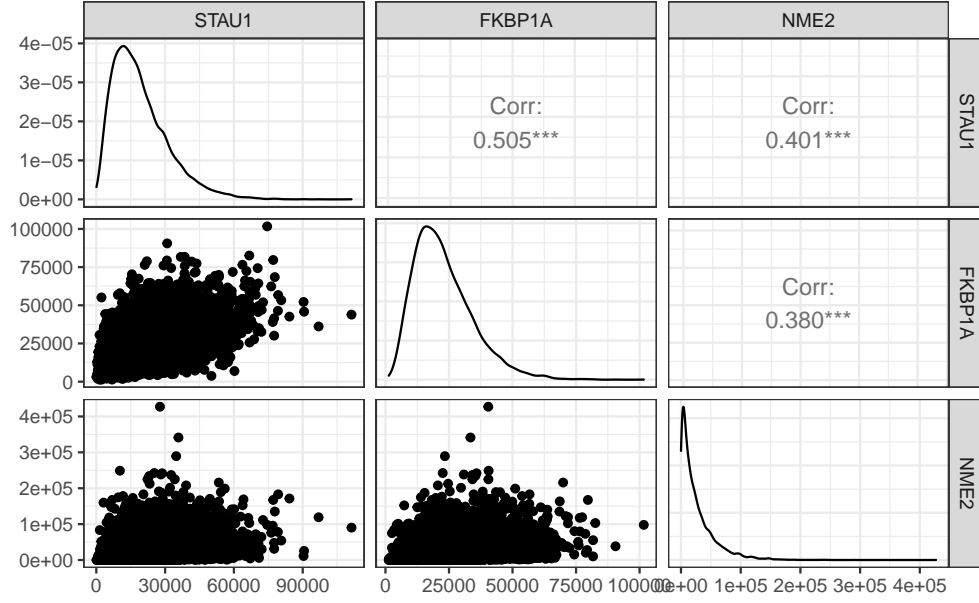 STAU1
FKBP1A
NME2
4e−05
3e−05
2e−05
1e−05
0e+00
Corr:
0.505***
Corr:
0.401***
STAU1
100000
75000
50000
25000
0
Corr:
0.380***
FKBP1A
4e+05
3e+05
2e+05
1e+05
0e+00
NME2
0 30000 60000 90000
0 25000 50000 75000 100000
0e+00 1e+05 2e+05 3e+05 4e+05